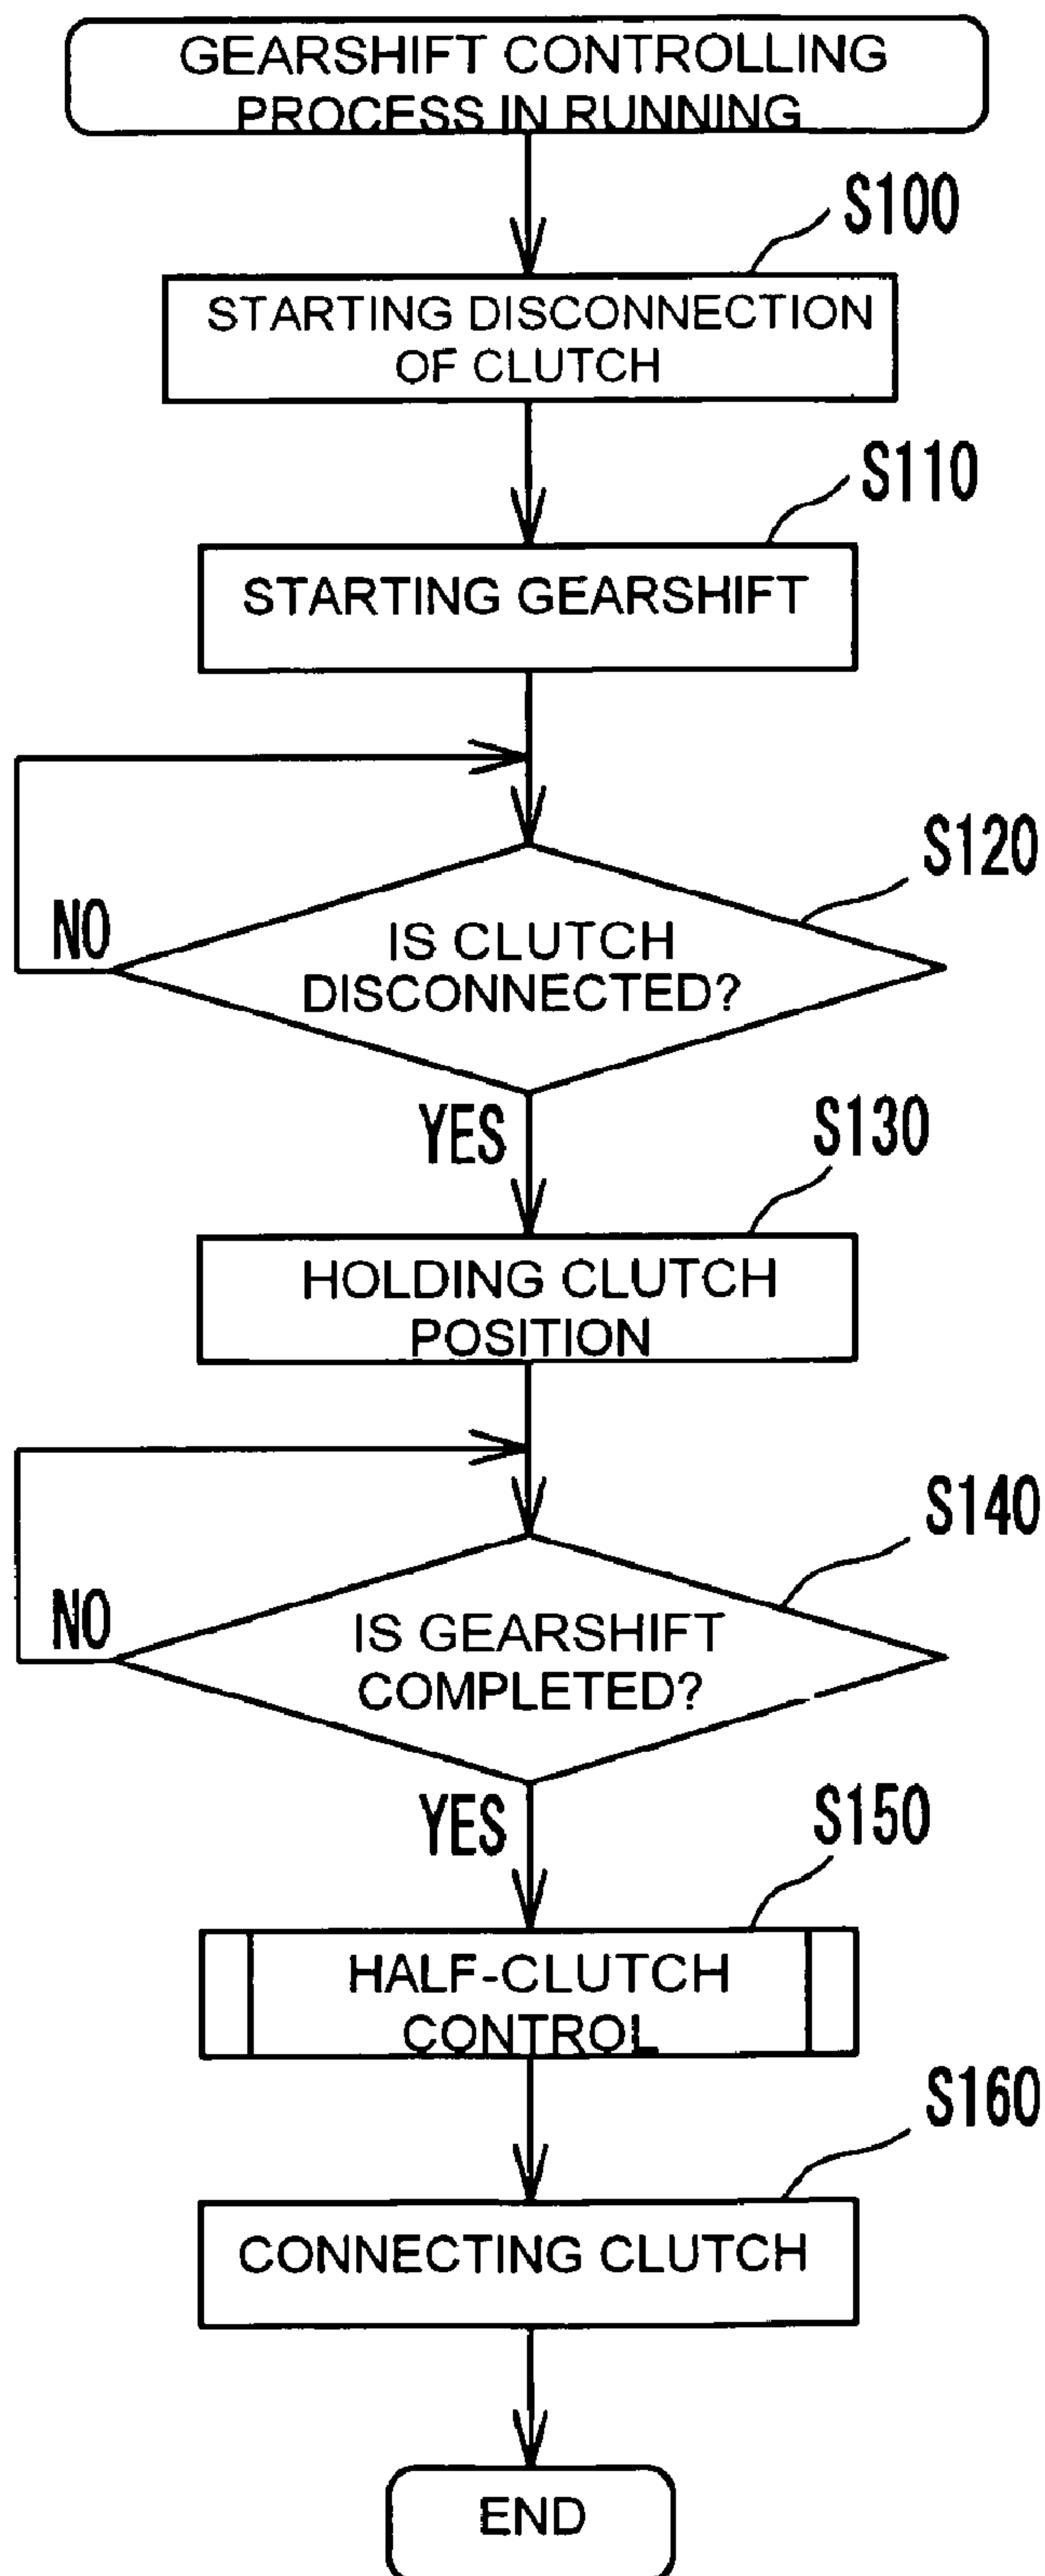 GEARSHIFT CONTROLLING
PROCESS IN RUNNING
S100
STARTING DISCONNECTION
OF CLUTCH
S110
STARTING GEARSHIFT
S120
NO
IS CLUTCH
DISCONNECTED?
YES
S130
HOLDING CLUTCH
POSITION
S140
NO
IS GEARSHIFT
COMPLETED?
YES
S150
HALF-CLUTCH
CONTROL
S160
CONNECTING CLUTCH
END